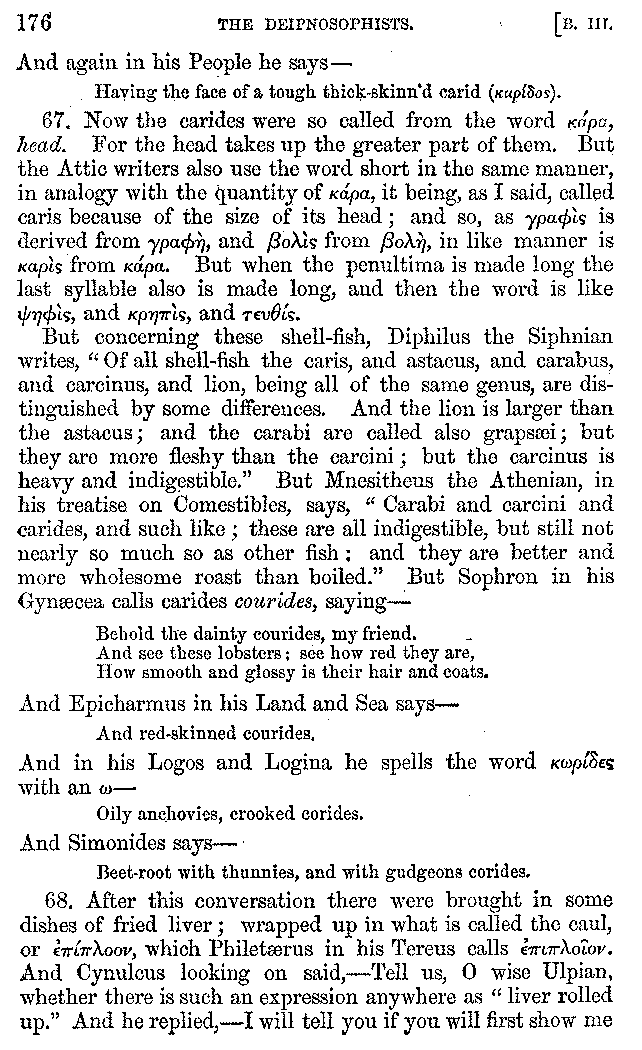 176 THE DEIPNOSOPHISTS. [B. III.
And again in his People he says—
Having the face of a tough thick-skinn'd carid (καρίδος).
67. Now the carides were so called from the word κάρα,
head. For the head takes up the greater part of them. But
the Attic writers also use the word short in the same manner,
in analogy with the quantity of κάρα, it being, as I said, called
caris because of the size of its head; and so, as γραφὶς is
derived from γραφὴ, and βολὶς from βολὴ, in like manner is
καρὶς from κάρα. But when the penultima is made long the
last syllable also is made long, and then the word is like
ψηφὶς, and κρηπὶς, and τευθίς.
But concerning these shell-fish, Diphilus the Siphnian
writes, “Of all shell-fish the caris, and astacus, and carabus,
and carcinus, and lion, being all of the same genus, are dis-
tinguished by some differences. And the lion is larger than
the astacus; and the carabi are called also grapsæi; but
they are more fleshy than the carcini; but the carcinus is
heavy and indigestible.” But Mnesitheus the Athenian, in
his treatise on Comestibles, says, “Carabi and carcini and
carides, and such like; these are all indigestible, but still not
nearly so much so as other fish: and they are better and
more wholesome roast than boiled.” But Sophron in his
Gynæcea calls carides courides, saying—
Behold the dainty courides, my friend.
And see these lobsters; see how red they are,
How smooth and glossy is their hair and coats.
And Epicharmus in his Land and Sea says—
And red-skinned courides.
And in his Logos and Logina he spells the word κωρίδες
with an ω—
Oily anchovies, crooked corides.
And Simonides says—
Beet-root with thunnies, and with gudgeons corides.
68. After this conversation there were brought in some
dishes of fried liver; wrapped up in what is called the caul,
or ἐπίπλοον, which Philetærus in his Tereus calls ἐπιπλοῖον.
And Cynulcus looking on said,—Tell us, O wise Ulpian,
whether there is such an expression anywhere as “liver rolled
up.” And he replied,—I will tell you if you will first show me